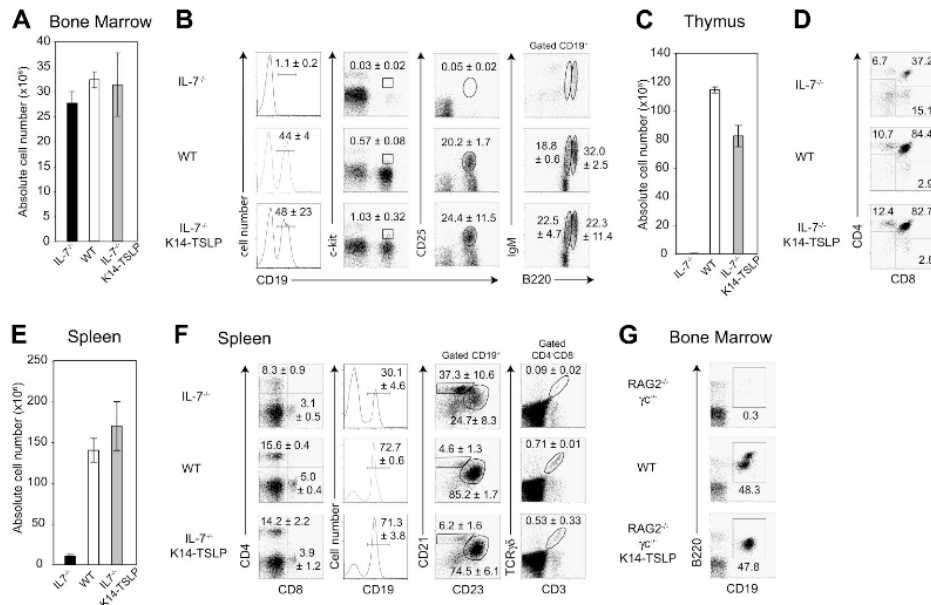 A Bone Marrow
Absolute cell number (x10⁶)
40
35
30
25
20
15
10
5
0
IL-7⁻/⁻
WT
IL-7⁻/⁻
K14-TSLP
B
Gated CD19⁺
IL-7⁻/⁻
1.1 ± 0.2
0.03 ± 0.02
0.05 ± 0.02
WT
44 ± 4
0.57 ± 0.08
20.2 ± 1.7
18.8
± 0.6
32.0
± 2.5
IL-7⁻/⁻
K14-TSLP
48 ± 23
1.03 ± 0.32
24.4 ± 11.5
22.5
± 4.7
22.3
± 11.4
cell number
c-kit
CD25
IgM
CD19
B220
C Thymus
Absolute cell number (x10⁶)
140
120
100
80
60
40
20
0
IL-7⁻/⁻
WT
IL-7⁻/⁻
K14-TSLP
D
IL-7⁻/⁻
6.7
37.2
15.1
WT
10.7
84.4
2.9
IL-7⁻/⁻
K14-TSLP
12.4
82.7
2.8
CD4
CD8
E Spleen
Absolute cell number (x10⁶)
250
200
150
100
50
0
IL-7⁻/⁻
WT
IL-7⁻/⁻
K14-TSLP
F Spleen
Gated CD19⁺
Gated
CD4⁻CD8⁻
IL-7⁻/⁻
8.3 ± 0.9
3.1
± 0.5
30.1
± 4.6
37.3 ± 10.6
24.7± 8.3
0.09 ± 0.02
WT
15.6 ± 0.4
5.0
± 0.4
72.7
± 0.6
4.6 ± 1.3
85.2 ± 1.7
0.71 ± 0.01
IL-7⁻/⁻
K14-TSLP
14.2 ± 2.2
3.9
± 1.2
71.3
± 3.8
6.2 ± 1.6
74.5 ± 6.1
0.53 ± 0.33
CD4
Cell number
CD21
TCRγδ
CD8
CD19
CD23
CD3
G Bone Marrow
RAG2⁻/⁻
γc⁻/⁻
0.3
WT
48.3
RAG2⁻/⁻
γc⁻/⁻
K14-TSLP
47.8
B220
CD19